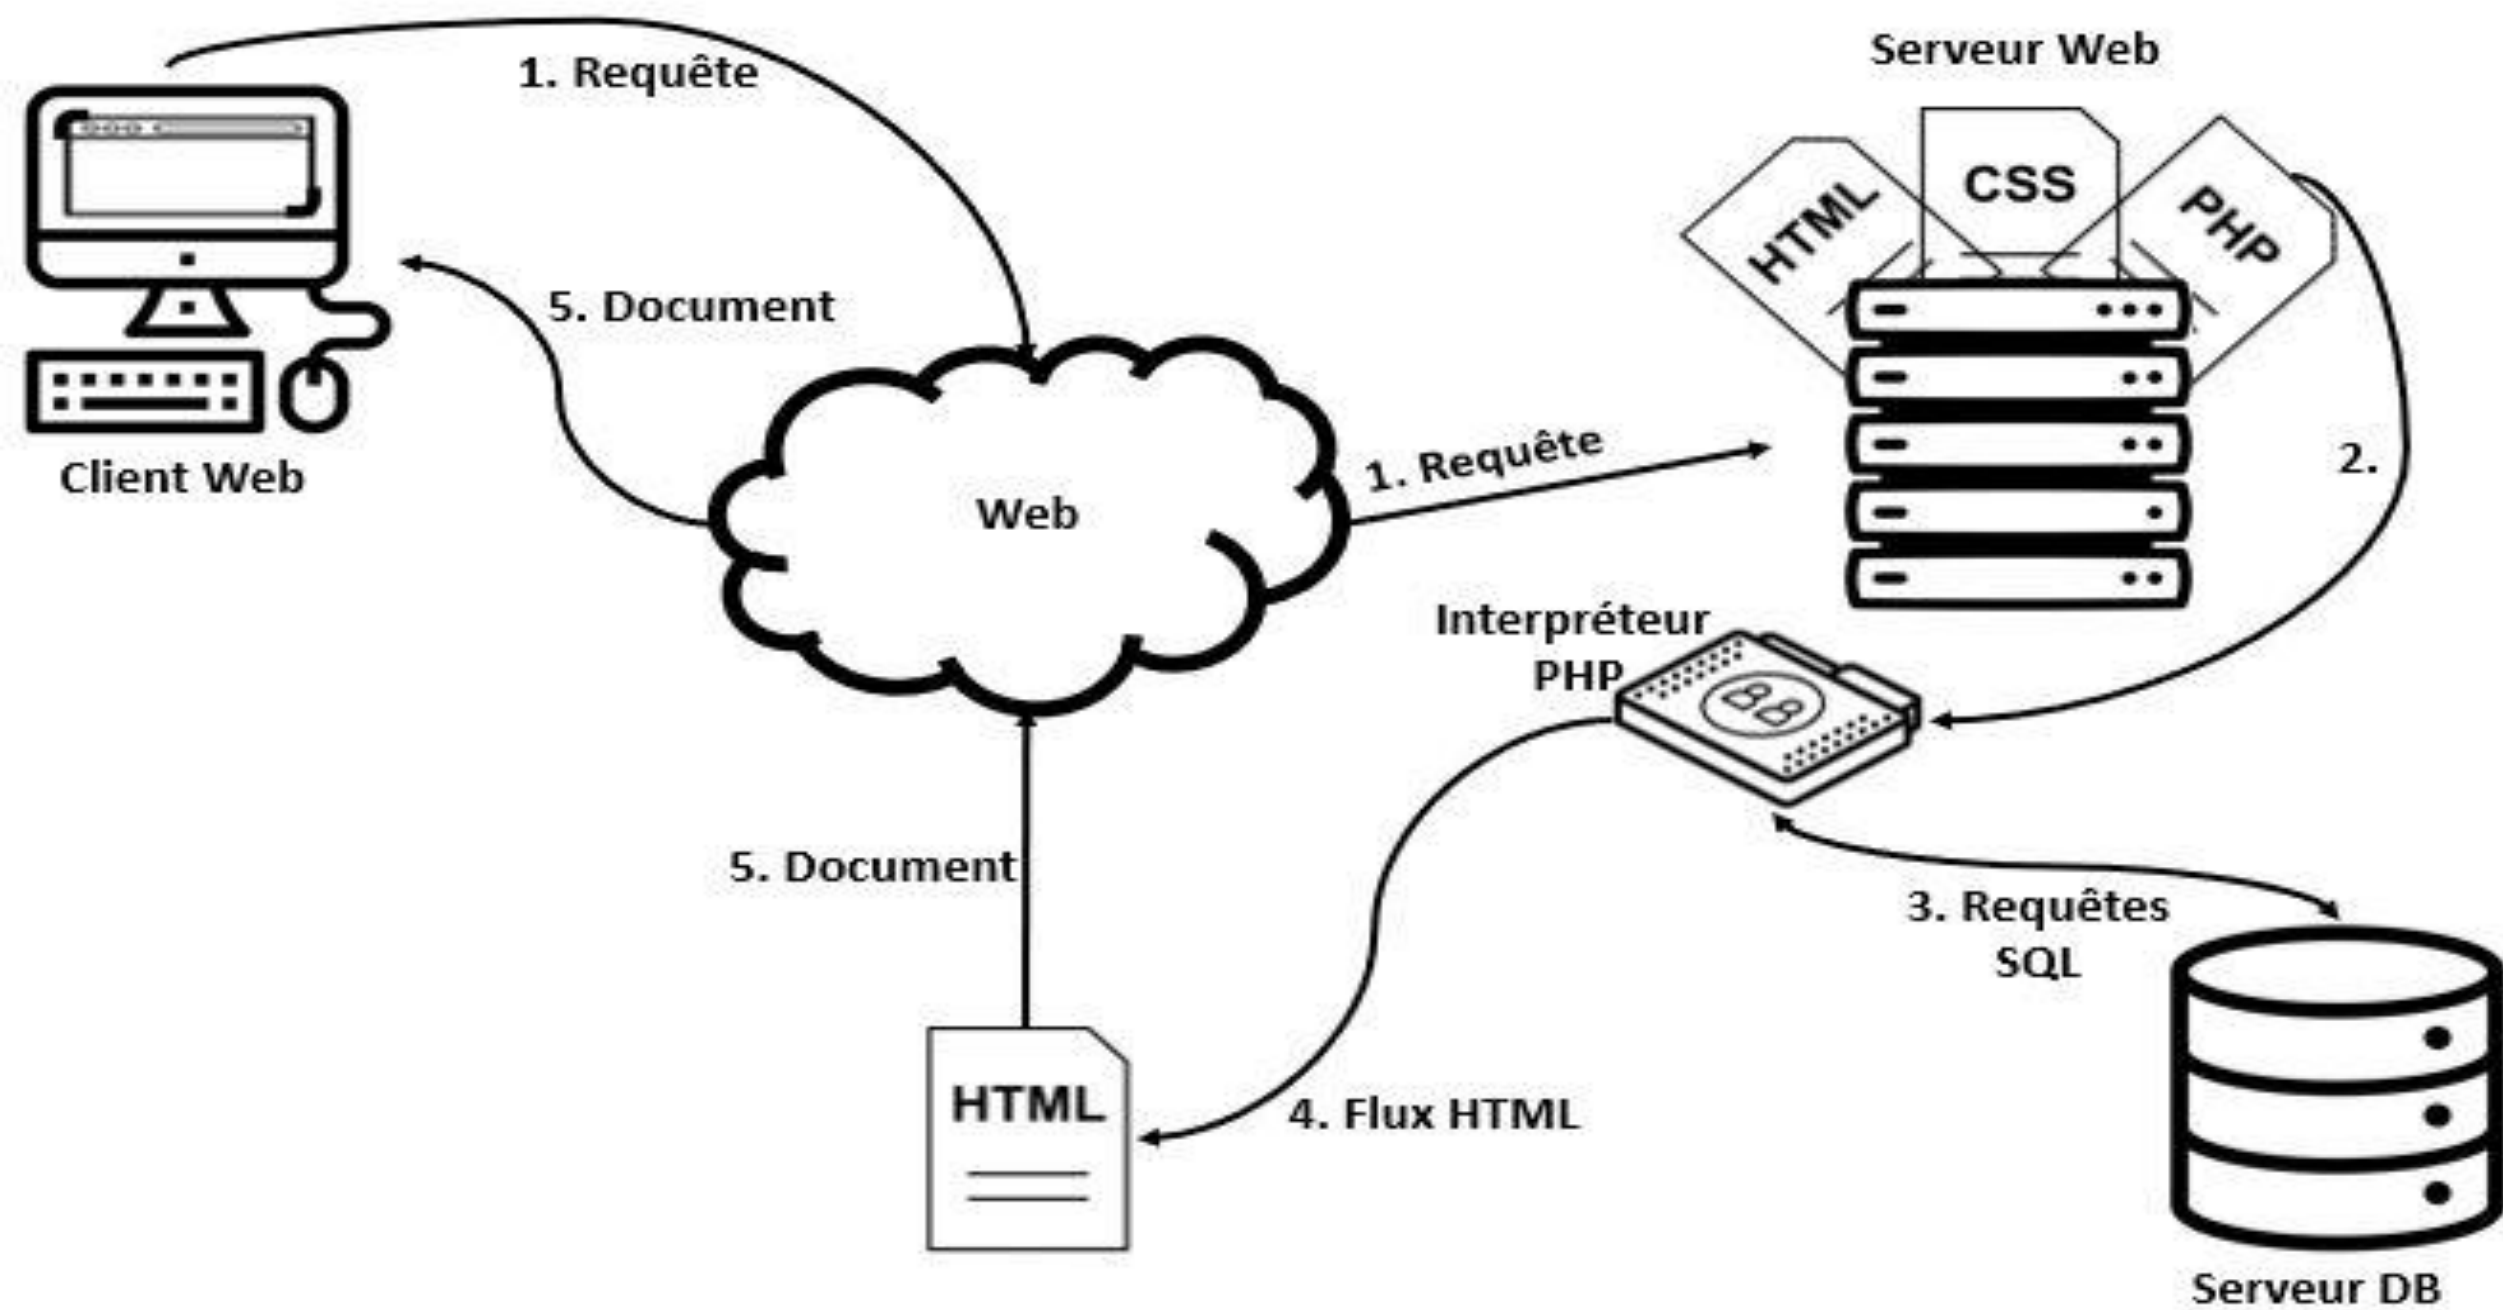 1. Requête
Serveur Web
HTML
CSS
PHP
5. Document
Client Web
Web
1. Requête
2.
Interpréteur
PHP
5. Document
3. Requêtes
SQL
HTML
4. Flux HTML
Serveur DB